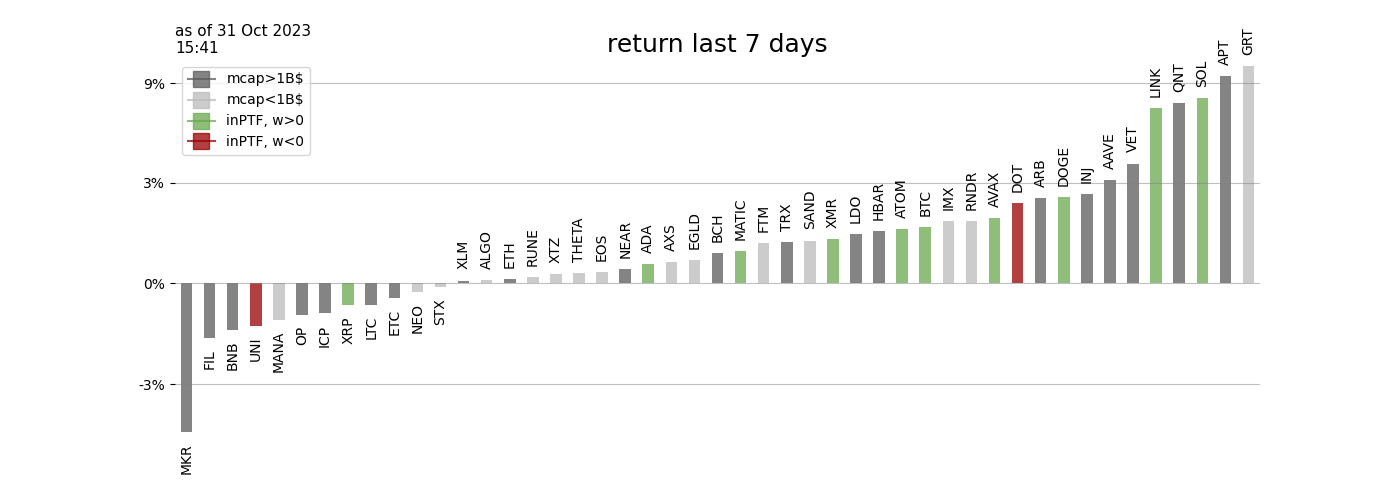 as of 31 Oct 2023
15:41
return last 7 days
mcap>1B$
mcap<1B$
inPTF, w>0
inPTF, w<0
9%
3%
0%
-3%
MKR
FIL
BNB
UNI
MANA
OP
ICP
XRP
LTC
ETC
NEO
STX
XLM
ALGO
ETH
RUNE
XTZ
THETA
EOS
NEAR
ADA
AXS
EGLD
BCH
MATIC
FTM
TRX
SAND
XMR
LDO
HBAR
ATOM
BTC
IMX
RNDR
AVAX
DOT
ARB
DOGE
INJ
AAVE
VET
LINK
QNT
SOL
APT
GRT